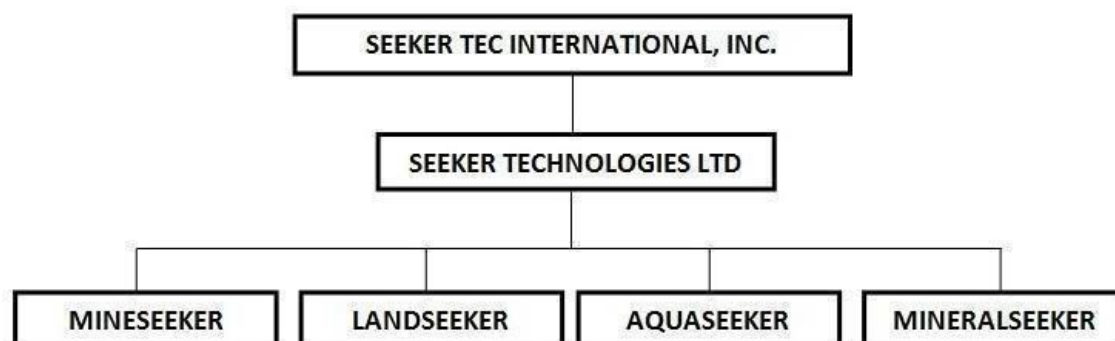 SEEKER TEC INTERNATIONAL, INC.
SEEKER TECHNOLOGIES LTD
MINESEEKER
LANDSEEKER
AQUASEEKER
MINERALSEEKER